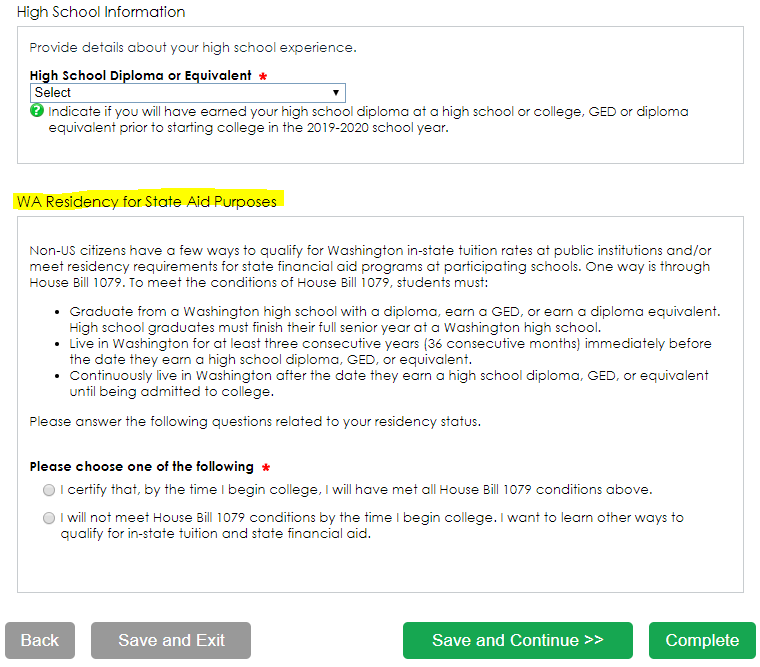 High School Information
Provide details about your high school experience.
High School Diploma or Equivalent *
Select
? Indicate if you will have earned your high school diploma at a high school or college, GED or diploma
equivalent prior to starting college in the 2019-2020 school year.
WA Residency for State Aid Purposes
Non-US citizens have a few ways to qualify for Washington in-state tuition rates at public institutions and/or
meet residency requirements for state financial aid programs at participating schools. One way is through
House Bill 1079. To meet the conditions of House Bill 1079, students must:
• Graduate from a Washington high school with a diploma, earn a GED, or earn a diploma equivalent.
High school graduates must finish their full senior year at a Washington high school.
• Live in Washington for at least three consecutive years (36 consecutive months) immediately before
the date they earn a high school diploma, GED, or equivalent.
• Continuously live in Washington after the date they earn a high school diploma, GED, or equivalent
until being admitted to college.
Please answer the following questions related to your residency status.
Please choose one of the following *
I certify that, by the time I begin college, I will have met all House Bill 1079 conditions above.
I will not meet House Bill 1079 conditions by the time I begin college. I want to learn other ways to
qualify for in-state tuition and state financial aid.
Back Save and Exit Save and Continue >> Complete